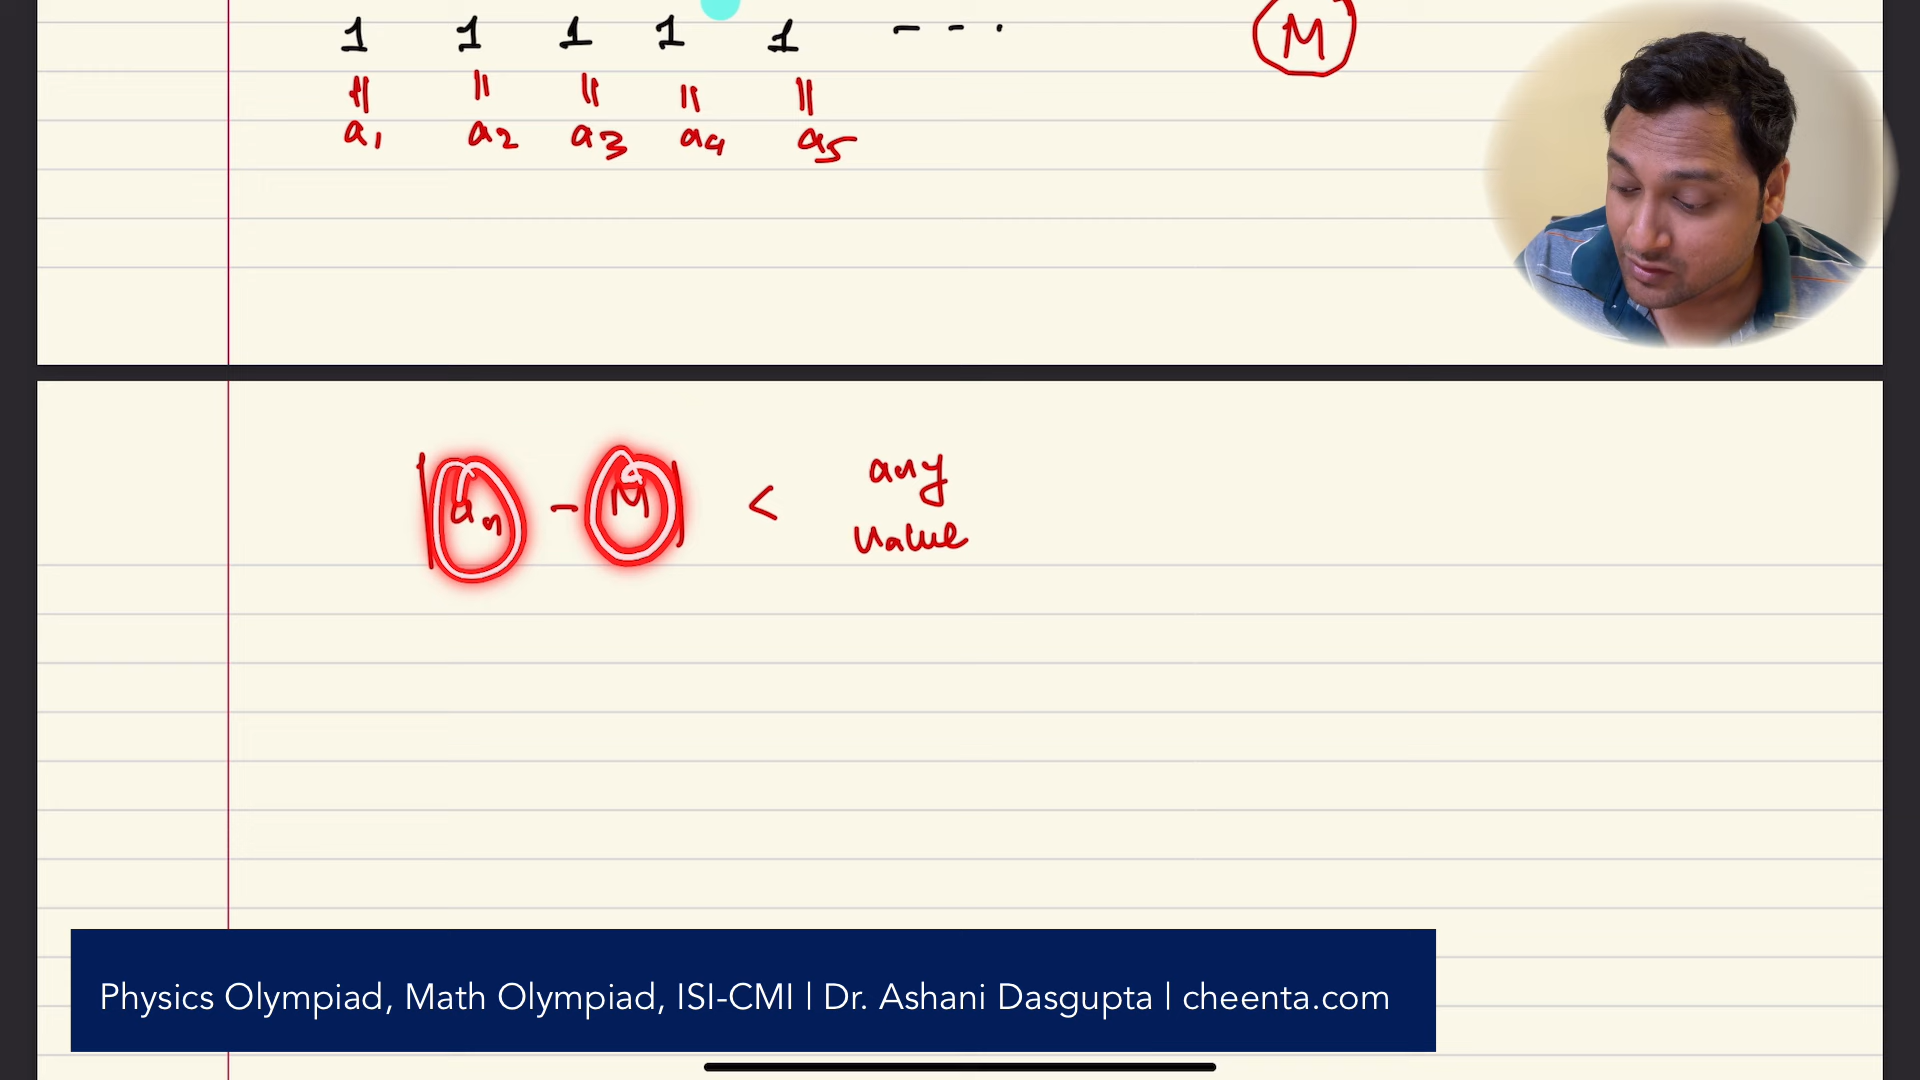 1 1 1 1 1 - - - .
M
|| || || || ||
a₁ a₂ a₃ a₄ a₅
|aₙ - M| < any
value
Physics Olympiad, Math Olympiad, ISI-CMI | Dr. Ashani Dasgupta | cheenta.com